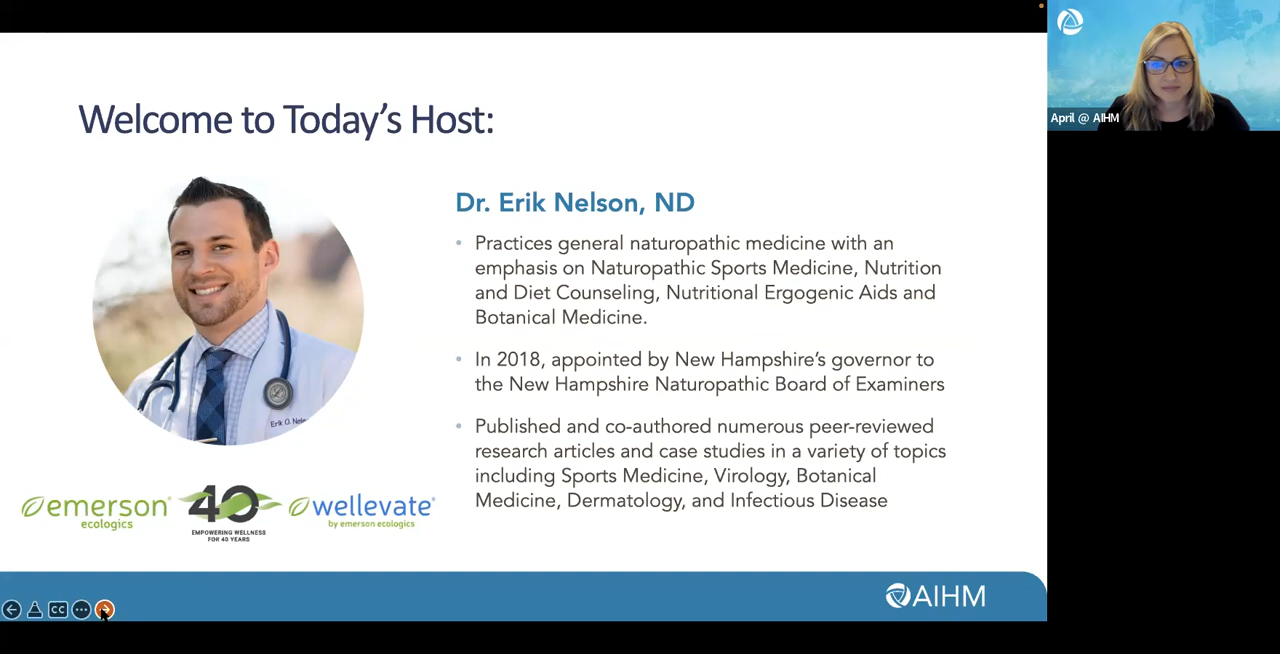 Welcome to Today's Host:
Dr. Erik Nelson, ND
• Practices general naturopathic medicine with an
emphasis on Naturopathic Sports Medicine, Nutrition
and Diet Counseling, Nutritional Ergogenic Aids and
Botanical Medicine.
• In 2018, appointed by New Hampshire's governor to
the New Hampshire Naturopathic Board of Examiners
• Published and co-authored numerous peer-reviewed
research articles and case studies in a variety of topics
including Sports Medicine, Virology, Botanical
Medicine, Dermatology, and Infectious Disease
Erik O. Nels
emerson®
ecologics
40
EMPOWERING WELLNESS
FOR 40 YEARS
wellevate®
by emerson ecologics
CC
AIHM
April @ AIHM